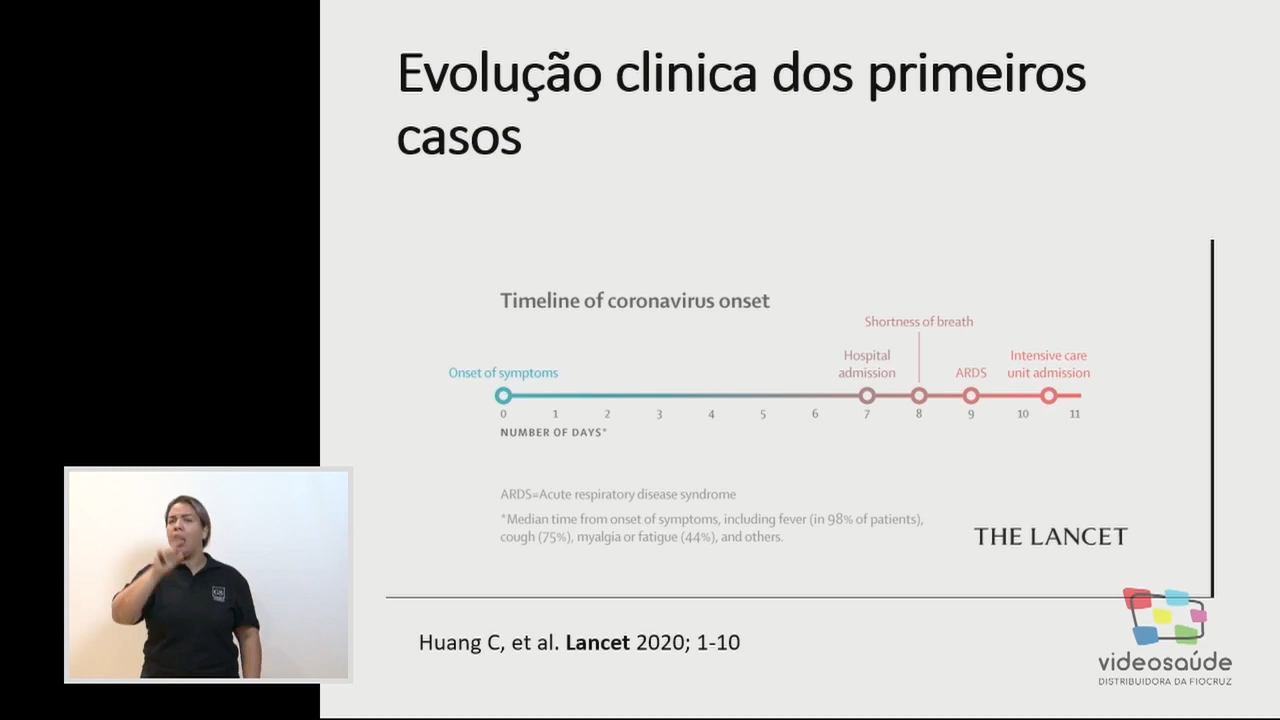 Evolução clinica dos primeiros
casos
Timeline of coronavirus onset
Shortness of breath
Hospital
admission
Intensive care
unit admission
Onset of symptoms
ARDS
0 1 2 3 4 5 6 7 8 9 10 11
NUMBER OF DAYS*
ARDS=Acute respiratory disease syndrome
*Median time from onset of symptoms, including fever (in 98% of patients),
cough (75%), myalgia or fatigue (44%), and others.
THE LANCET
Huang C, et al. Lancet 2020; 1-10
videosaúde
DISTRIBUIDORA DA FIOCRUZ